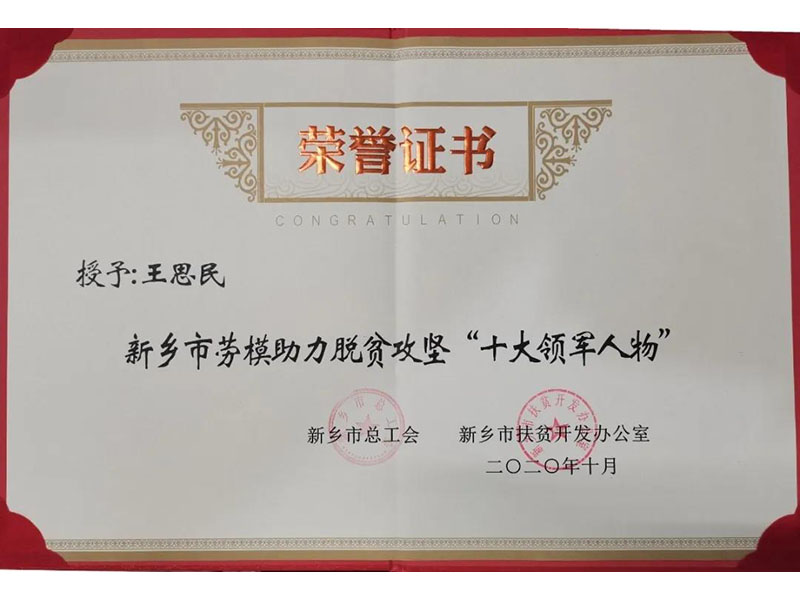 荣誉证书
CONGRATULATION
授予:王思民
新乡市劳模助力脱贫攻坚“十大领军人物”
新乡市总工会 新乡市扶贫开发办公室
二〇二〇年十月